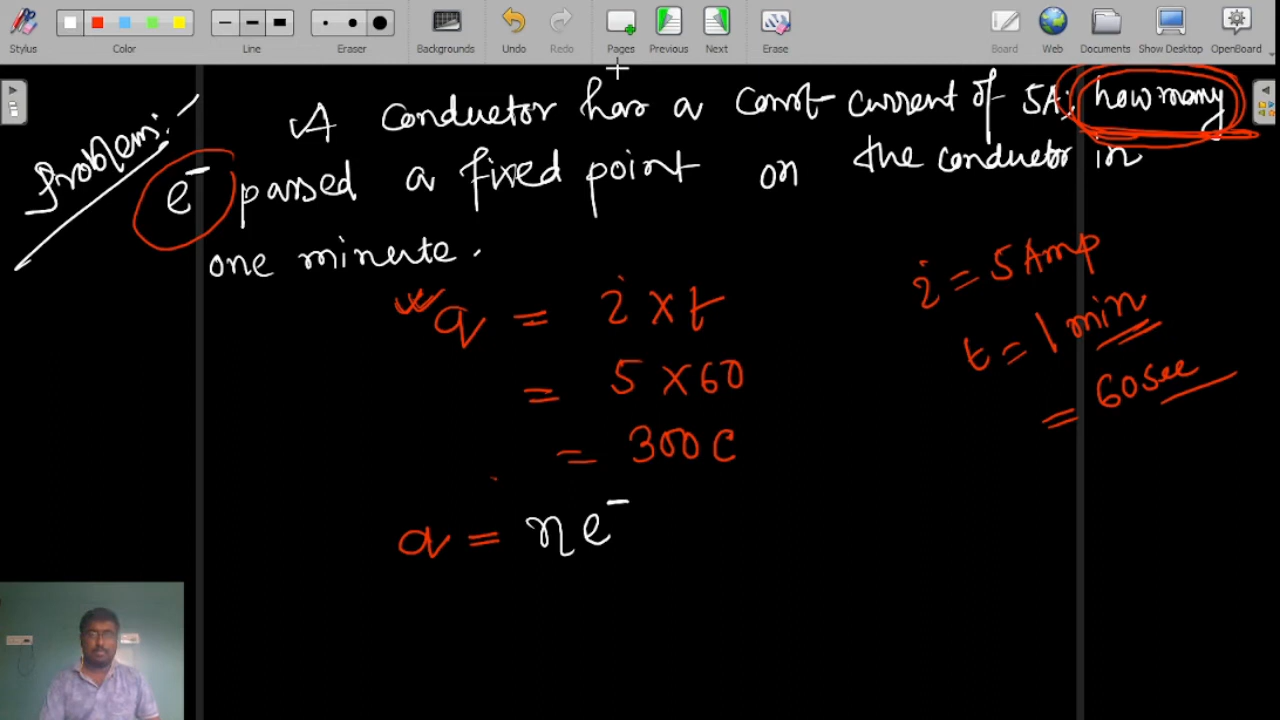 Stylus Color Line Eraser Backgrounds Undo Redo Pages Previous Next Erase Board Web Documents Show Desktop OpenBoard
Problem:-
A conductor has a const current of 5A; how many
e⁻ passed a fixed point on the conductor in
one minute.
i = 5 Amp
q = i × t
t = 1 min
= 5 × 60
= 60 sec
= 300 C
q = n e⁻